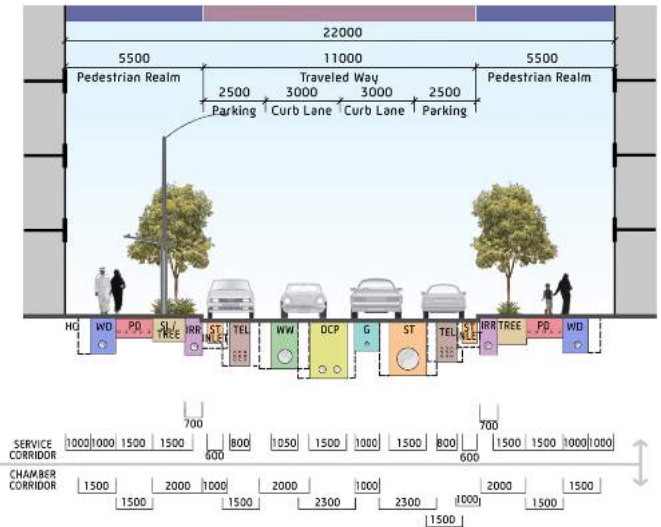 22000
5500 11000 5500
Pedestrian Realm Traveled Way Pedestrian Realm
2500 3000 3000 2500
Parking Curb Lane Curb Lane Parking
WD PD SL/ TREE IRR ST INLET TEL WW DCP G ST TEL ST INLET IRR TREE PD WD
700 700
SERVICE CORRIDOR 1000 1000 1500 1500 800 1050 1500 1000 1500 800 1500 1500 1000 1000
600 600
CHAMBER CORRIDOR 1500 2000 1000 2000 1000 2000 1500
1500 1500 2300 2300 1000 1500
1500